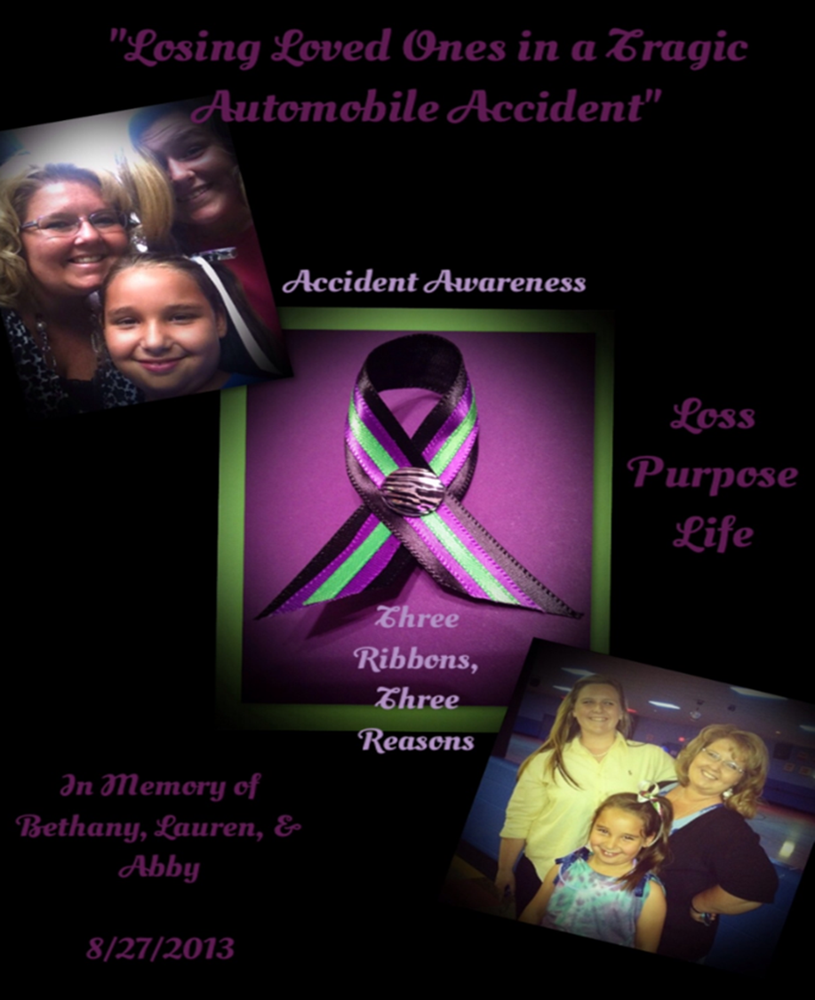 "Losing Loved Ones in a Tragic
Automobile Accident"
Accident Awareness
Loss
Purpose
Life
Three
Ribbons,
Three
Reasons
In Memory of
Bethany, Lauren, &
Abby
8/27/2013